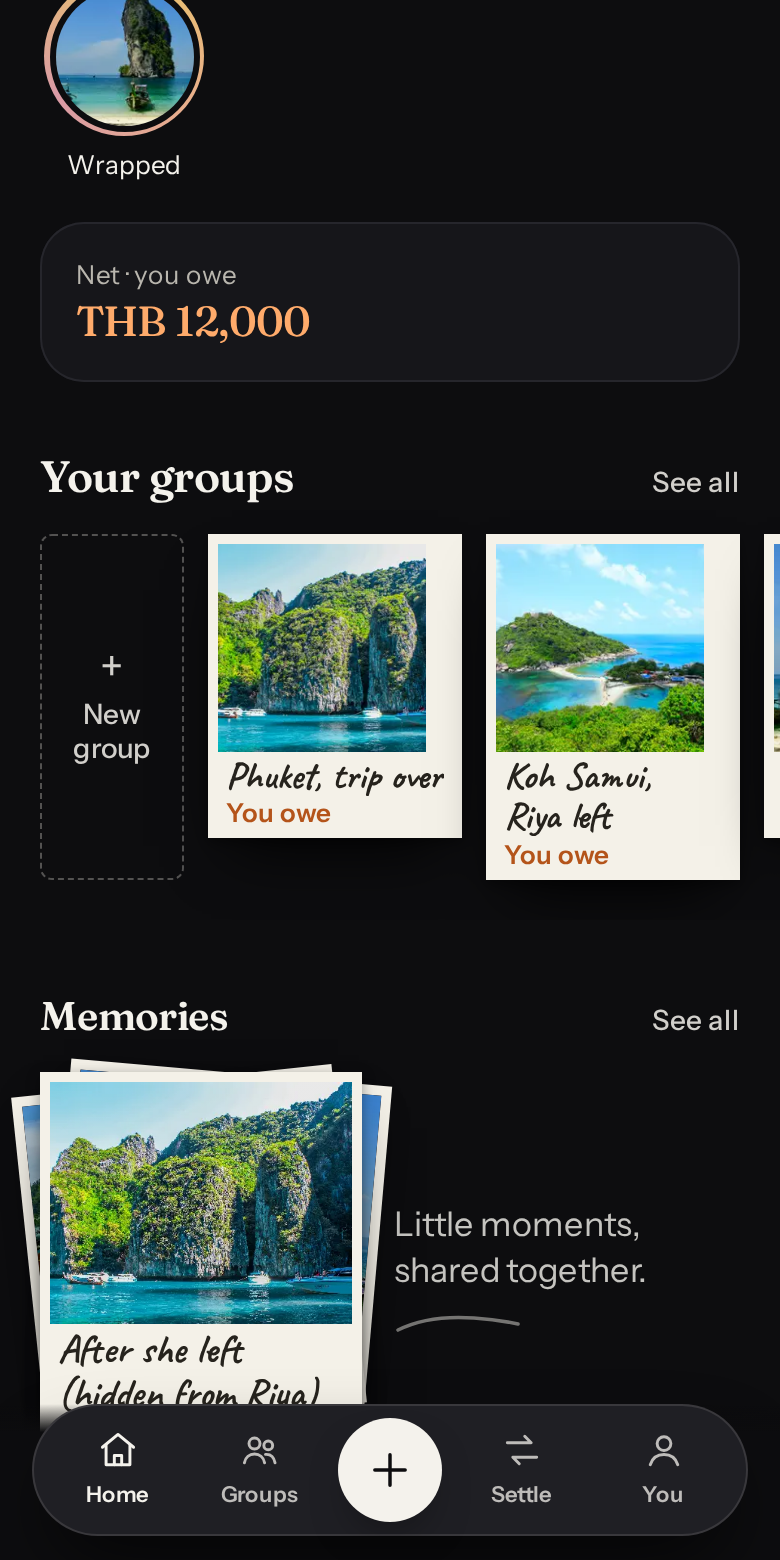 Wrapped
Net · you owe
THB 12,000
Your groups
See all
+
New
group
Phuket, trip over
You owe
Koh Samui,
Riya left
You owe
Memories
See all
Little moments,
shared together.
After she left
(hidden from Riya)
Home
Groups
+
Settle
You